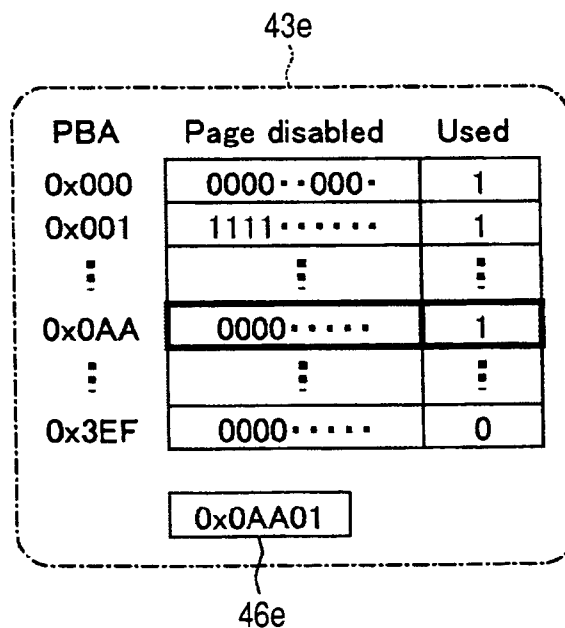 43e
PBA Page disabled Used
0x000 0000··000· 1
0x001 1111······ 1
⋮ ⋮ ⋮
0x0AA 0000····· 1
⋮ ⋮ ⋮
0x3EF 0000····· 0
0x0AA01
46e